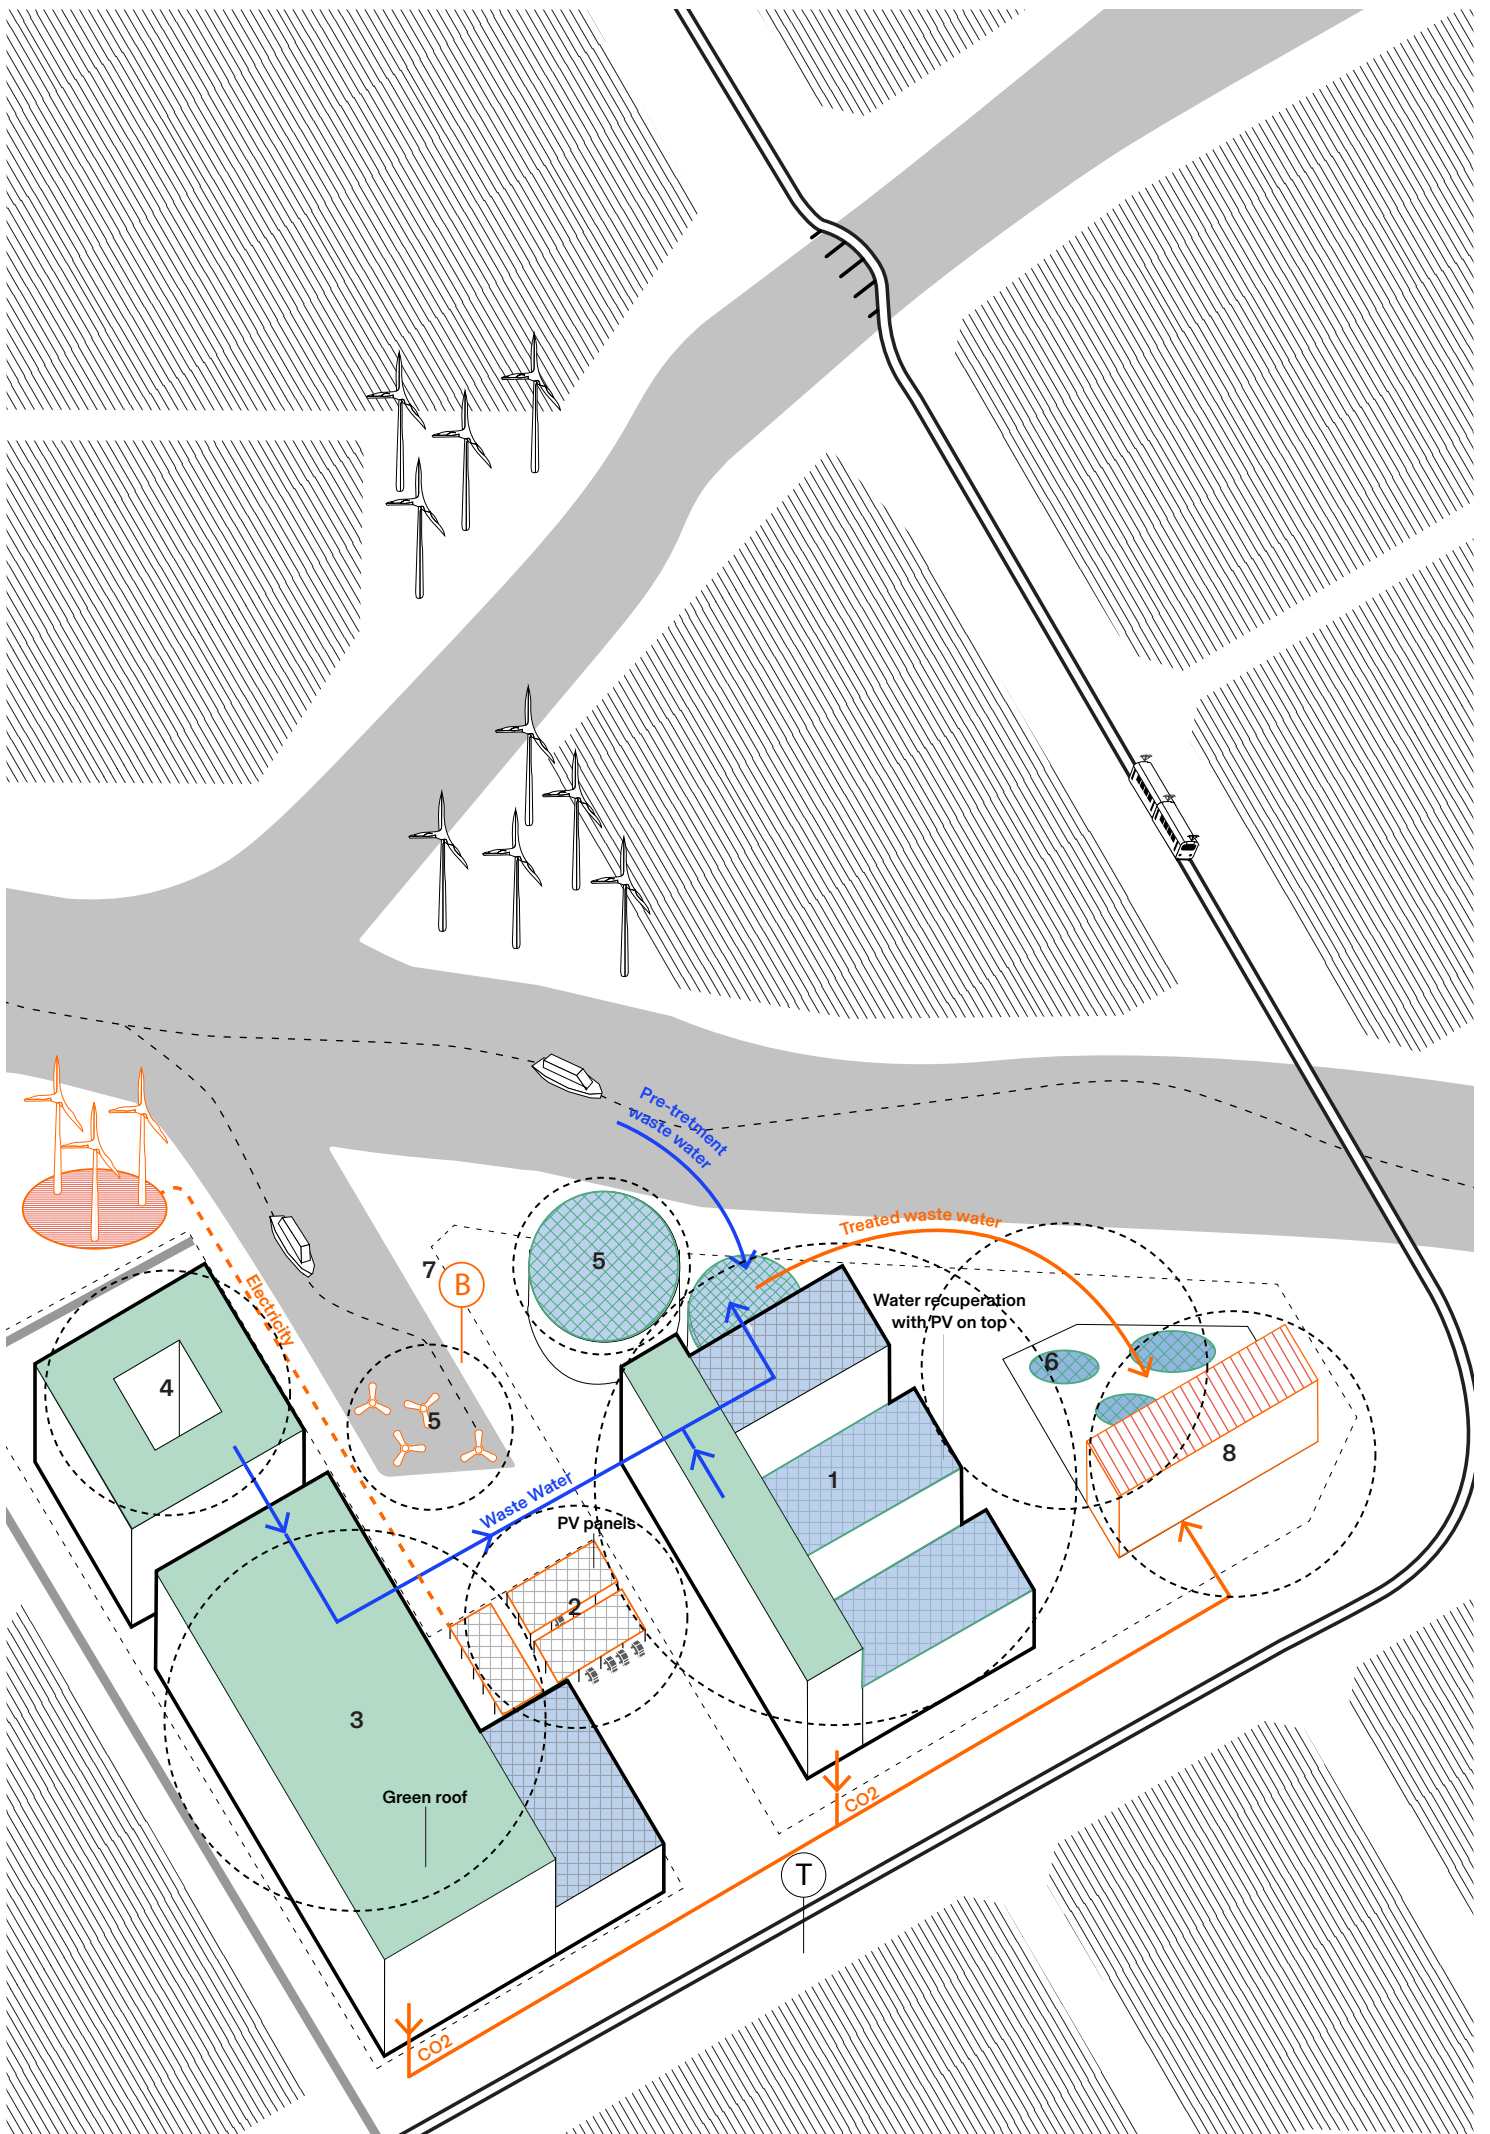 Pre-tretment
waste water
Treated waste water
5
7
B
Electricity
Water recuperation
with PV on top
6
4
5
8
1
Waste Water
PV panels
2
3
Green roof
CO2
T
CO2